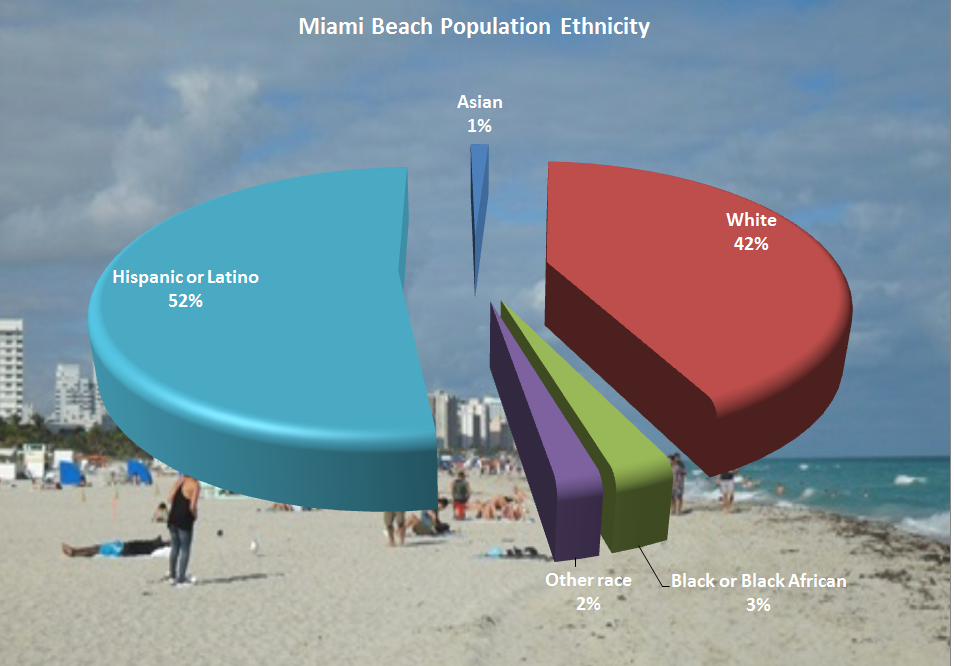 Miami Beach Population Ethnicity
Asian
1%
White
42%
Hispanic or Latino
52%
Other race
2%
Black or Black African
3%